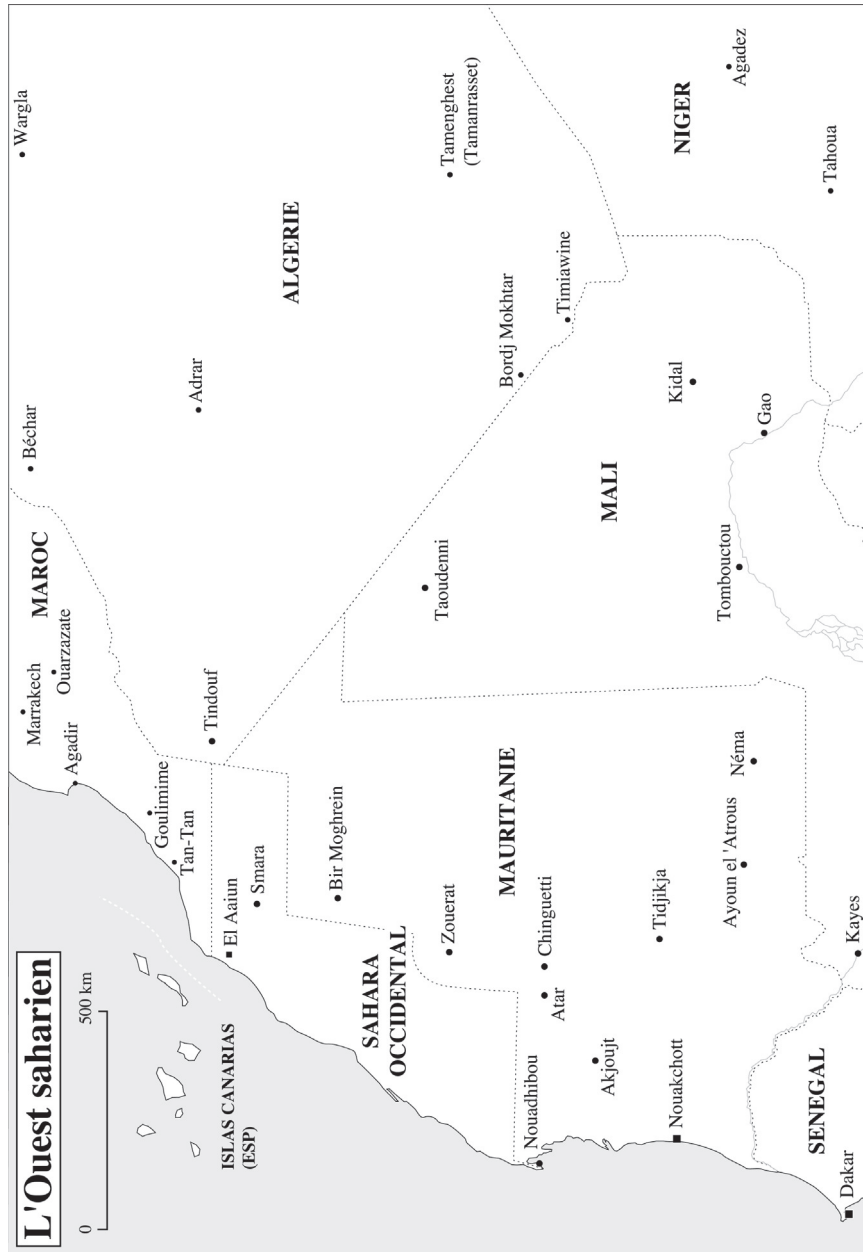 L'Ouest saharien
0
500 km
ISLAS CANARIAS
(ESP)
Marrakech
Ouarzazate
Agadir
MAROC
Béchar
Wargla
Goulimime
Tan-Tan
Tindouf
Adrar
ALGERIE
El Aaiun
Smara
Bir Moghrein
SAHARA
OCCIDENTAL
Zouerat
Taoudenni
Tamenghest
(Tamanrasset)
Bordj Mokhtar
Timiawine
MAURITANIE
Nouadhibou
Atar
Chinguetti
Akjoujt
MALI
Kidal
NIGER
Agadez
Nouakchott
Tidjikja
Ayoun el 'Atrous
Néma
Tombouctou
Gao
Tahoua
SENEGAL
Dakar
Kayes